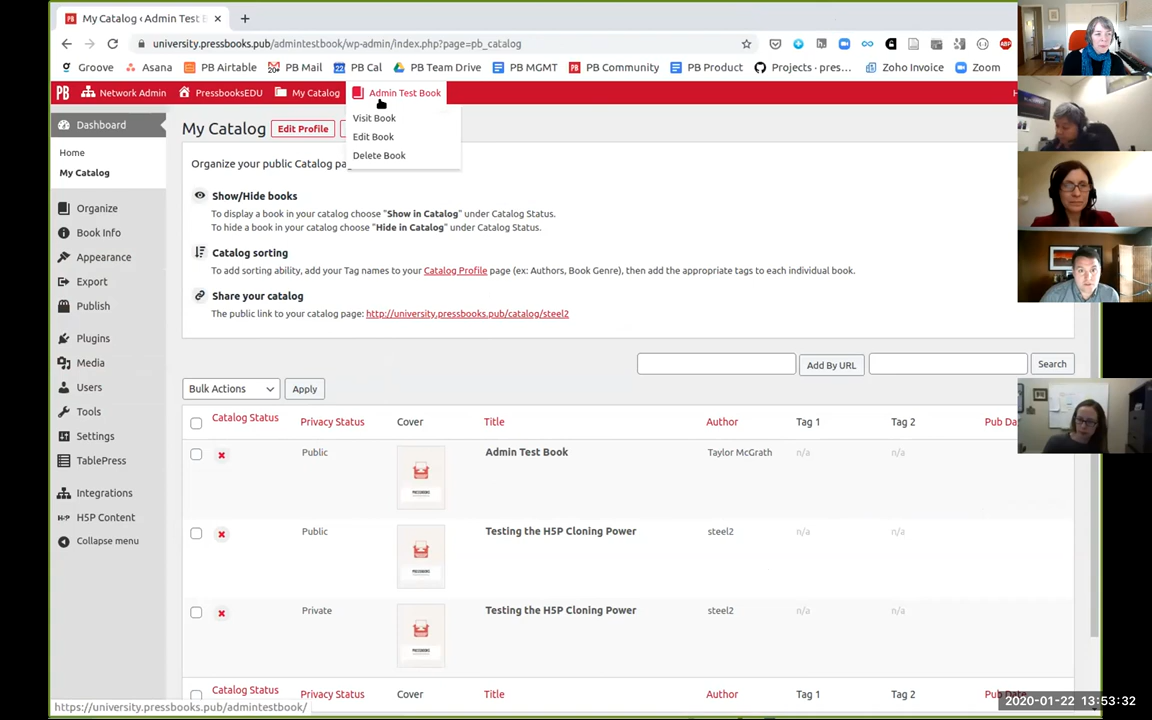 My Catalog ‹ Admin Test B
university.pressbooks.pub/admintestbook/wp-admin/index.php?page=pb_catalog
Groove Asana PB Airtable PB Mail PB Cal PB Team Drive PB MGMT PB Community PB Product Projects · pres… Zoho Invoice Zoom
Network Admin PressbooksEDU My Catalog Admin Test Book
Visit Book
Edit Book
Delete Book
Dashboard
Home
My Catalog
Organize
Book Info
Appearance
Export
Publish
Plugins
Media
Users
Tools
Settings
TablePress
Integrations
H5P Content
Collapse menu
My Catalog Edit Profile
Organize your public Catalog pa
Show/Hide books
To display a book in your catalog choose "Show in Catalog" under Catalog Status.
To hide a book in your catalog choose "Hide in Catalog" under Catalog Status.
Catalog sorting
To add sorting ability, add your Tag names to your Catalog Profile page (ex: Authors, Book Genre), then add the appropriate tags to each individual book.
Share your catalog
The public link to your catalog page: http://university.pressbooks.pub/catalog/steel2
Add By URL Search
Bulk Actions Apply
Catalog Status Privacy Status Cover Title Author Tag 1 Tag 2 Pub Da
Public PRESSBOOKS Admin Test Book Taylor McGrath n/a n/a
Public PRESSBOOKS Testing the H5P Cloning Power steel2 n/a n/a
Private PRESSBOOKS Testing the H5P Cloning Power steel2 n/a n/a
Catalog Status Privacy Status Cover Title Author Tag 1 Tag 2 Pub Date
https://university.pressbooks.pub/admintestbook/
2020-01-22 13:53:32